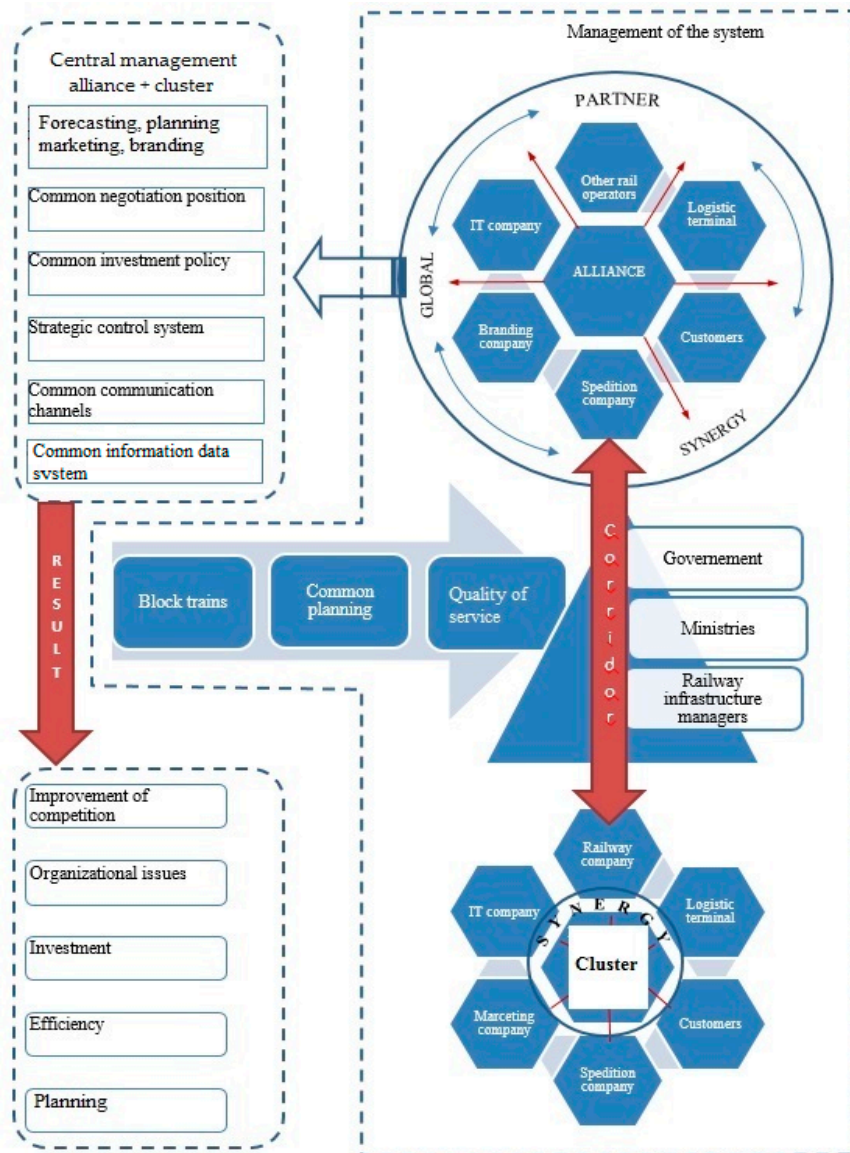 Central management
alliance + cluster
Forecasting, planning
marketing, branding
Common negotiation position
Common investment policy
Strategic control system
Common communication
channels
Common information data
system
RESULT
Improvement of
competition
Organizational issues
Investment
Efficiency
Planning
Management of the system
PARTNER
GLOBAL
SYNERGY
Other rail
operators
IT company
Logistic
terminal
ALLIANCE
Branding
company
Customers
Spedition
company
Block trains
Common
planning
Quality of
service
Corridor
Governement
Ministries
Railway
infrastructure
managers
Railway
company
IT company
Logistic
terminal
SYNERGY
Cluster
Marceting
company
Customers
Spedition
company